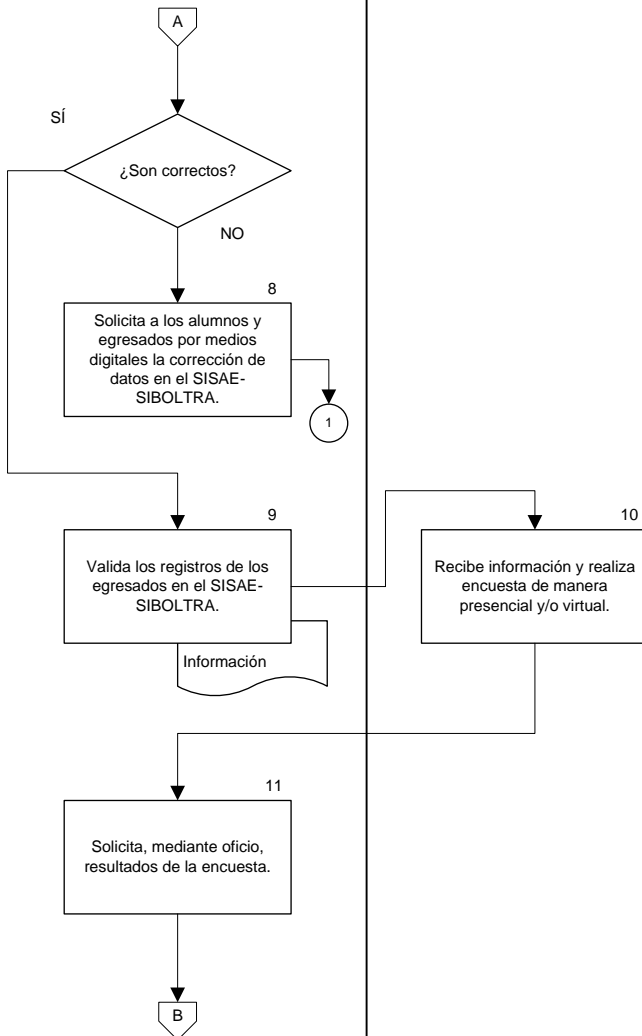 A
SÍ
¿Son correctos?
NO
8
Solicita a los alumnos y
egresados por medios
digitales la corrección de
datos en el SISAE-
SIBOLTRA.
1
9
Valida los registros de los
egresados en el SISAE-
SIBOLTRA.
Información
10
Recibe información y realiza
encuesta de manera
presencial y/o virtual.
11
Solicita, mediante oficio,
resultados de la encuesta.
B